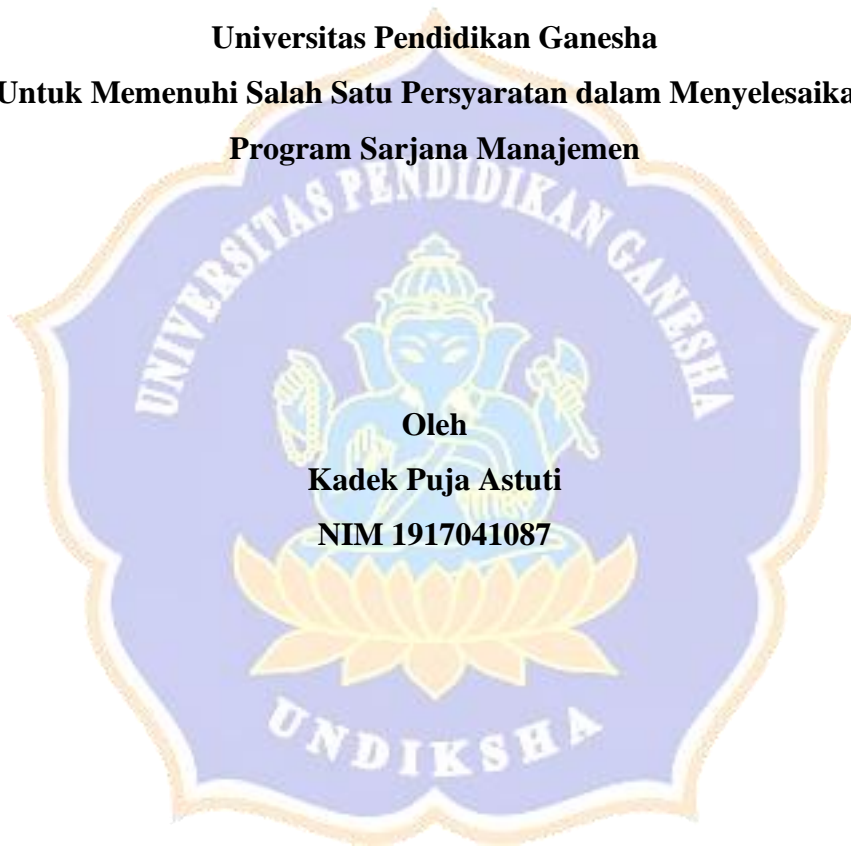 Universitas Pendidikan Ganesha
Untuk Memenuhi Salah Satu Persyaratan dalam Menyelesaika
Program Sarjana Manajemen
UNIVERSITAS PENDIDIKAN GANESHA
Oleh
Kadek Puja Astuti
NIM 1917041087
UNDIKSHA